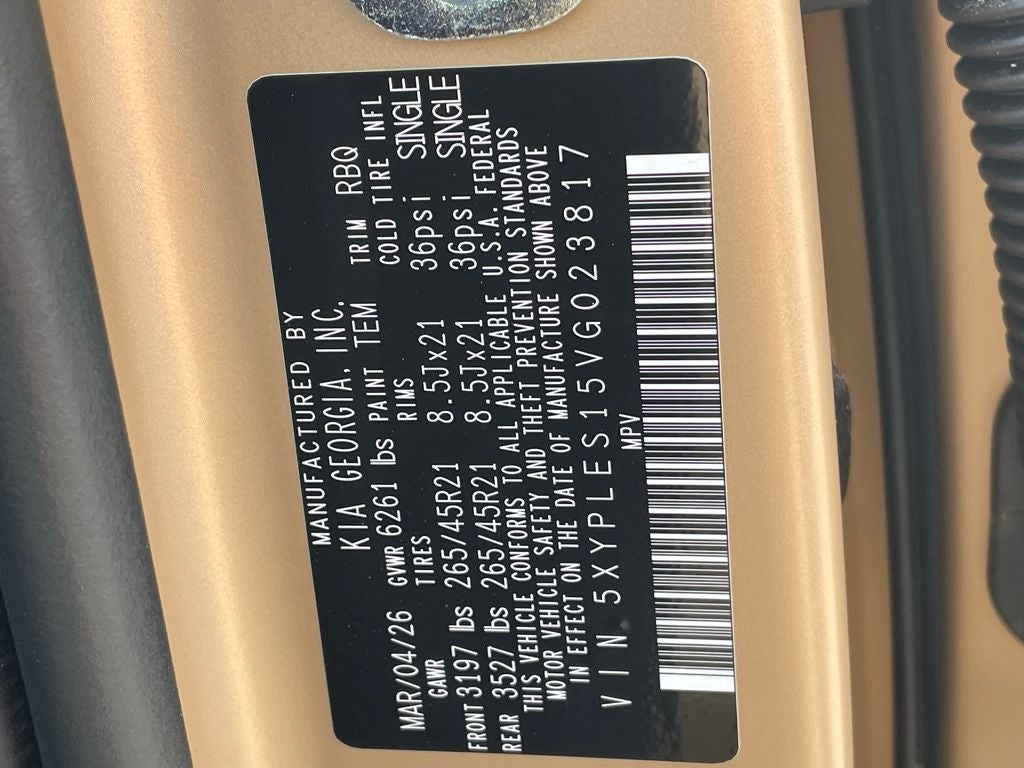 MANUFACTURED BY
KIA GEORGIA, INC.
MAR/04/26 GVWR 6261 lbs PAINT TEM TRIM RBQ
GAWR TIRES RIMS COLD TIRE INFL
FRONT 3197 lbs 265/45R21 8.5Jx21 36psi SINGLE
REAR 3527 lbs 265/45R21 8.5Jx21 36psi SINGLE
THIS VEHICLE CONFORMS TO ALL APPLICABLE U.S.A. FEDERAL
MOTOR VEHICLE SAFETY AND THEFT PREVENTION STANDARDS
IN EFFECT ON THE DATE OF MANUFACTURE SHOWN ABOVE
VIN 5XYPLES15VG023817
MPV